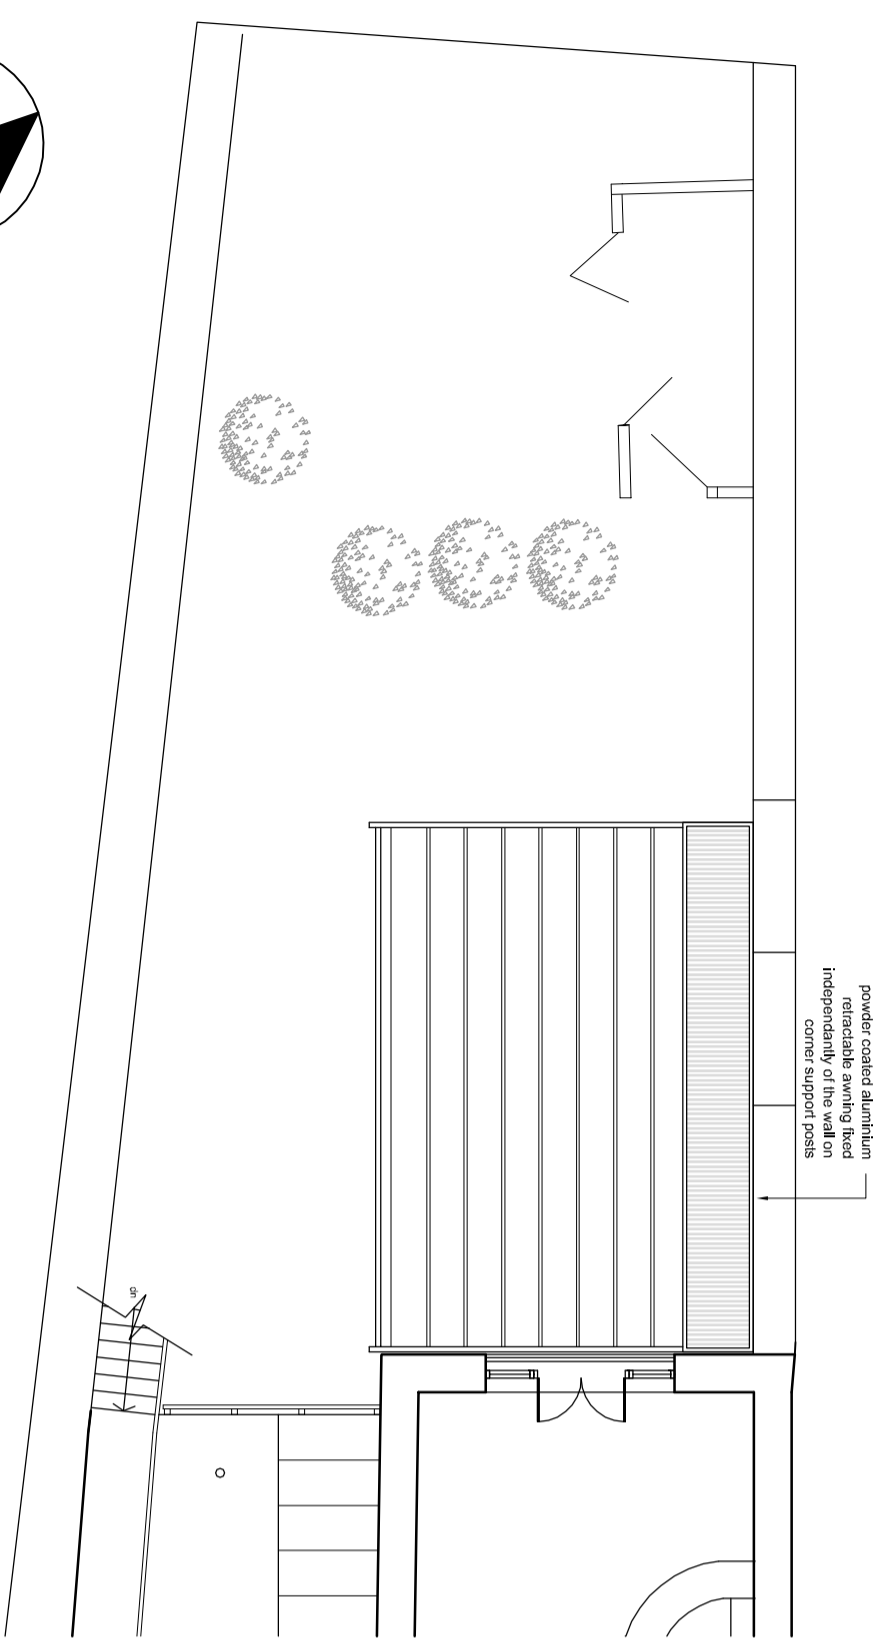 powder coated aluminium
retractable awning fixed
independantly of the wall on
corner support posts
dn